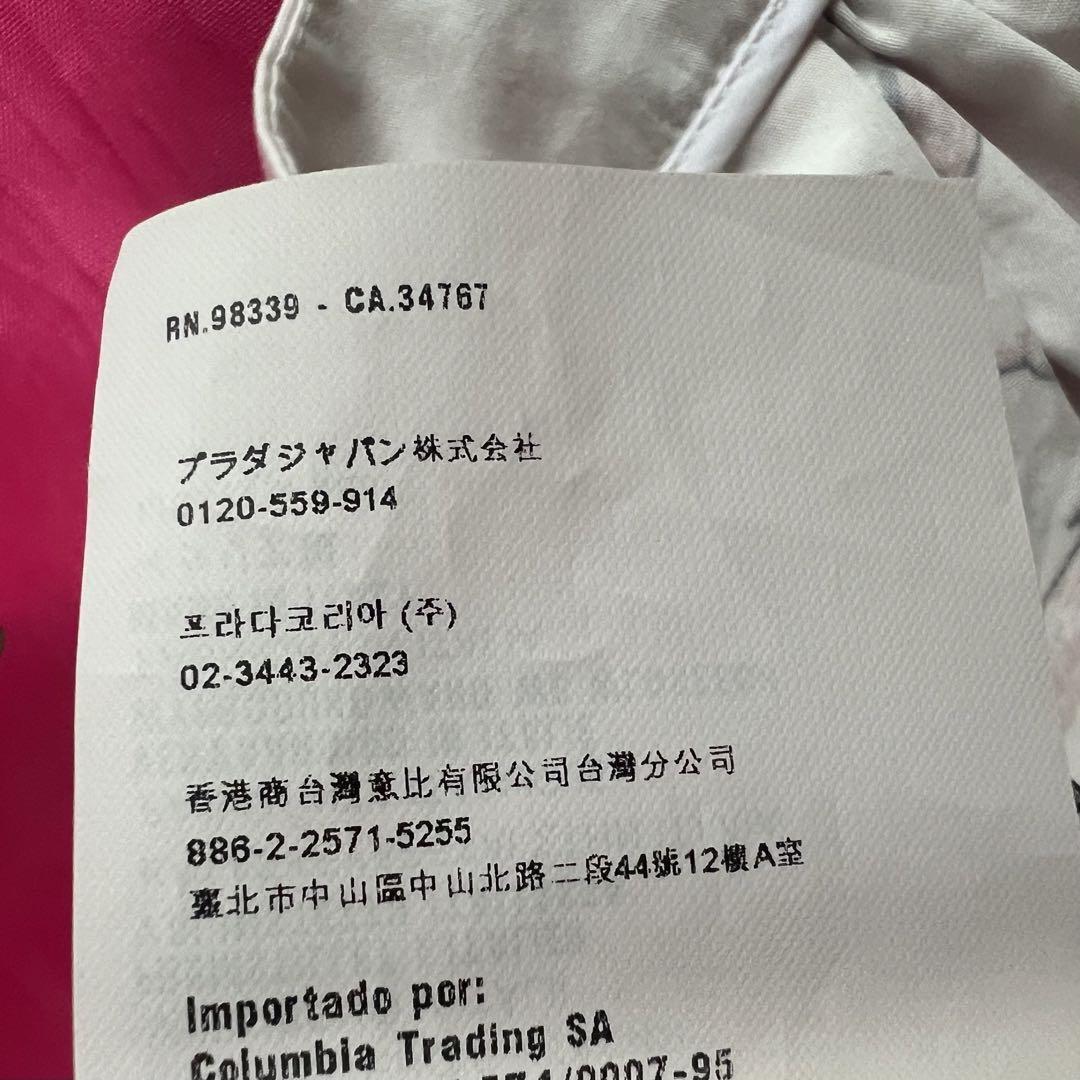 RN.98339 - CA.34767
プラダジャパン株式会社
0120-559-914
프라다코리아 (주)
02-3443-2323
香港商台灣意比有限公司台灣分公司
886-2-2571-5255
臺北市中山區中山北路二段44號12樓A室
Importado por:
Columbia Trading SA